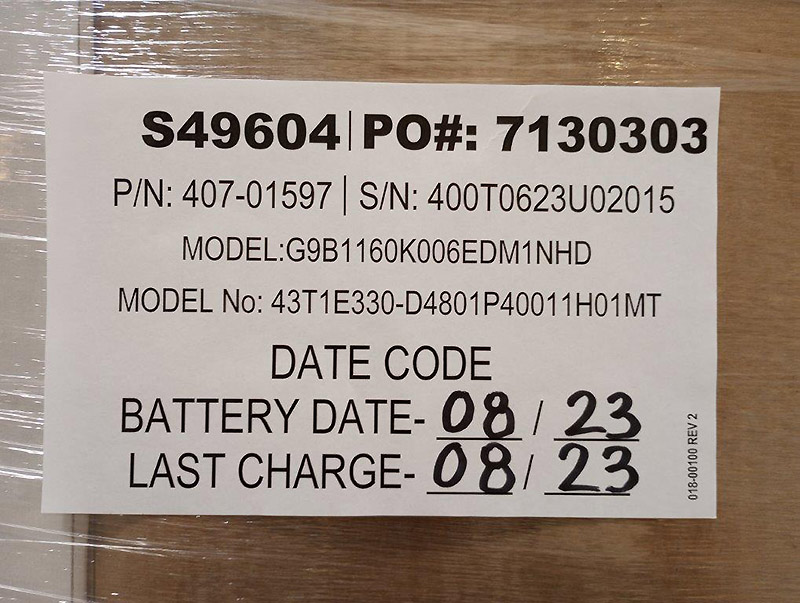 S49604 | PO#: 7130303
P/N: 407-01597 | S/N: 400T0623U02015
MODEL:G9B1160K006EDM1NHD
MODEL No: 43T1E330-D4801P40011H01MT
DATE CODE
BATTERY DATE- 08 / 23
LAST CHARGE- 08 / 23
018-00100 REV 2